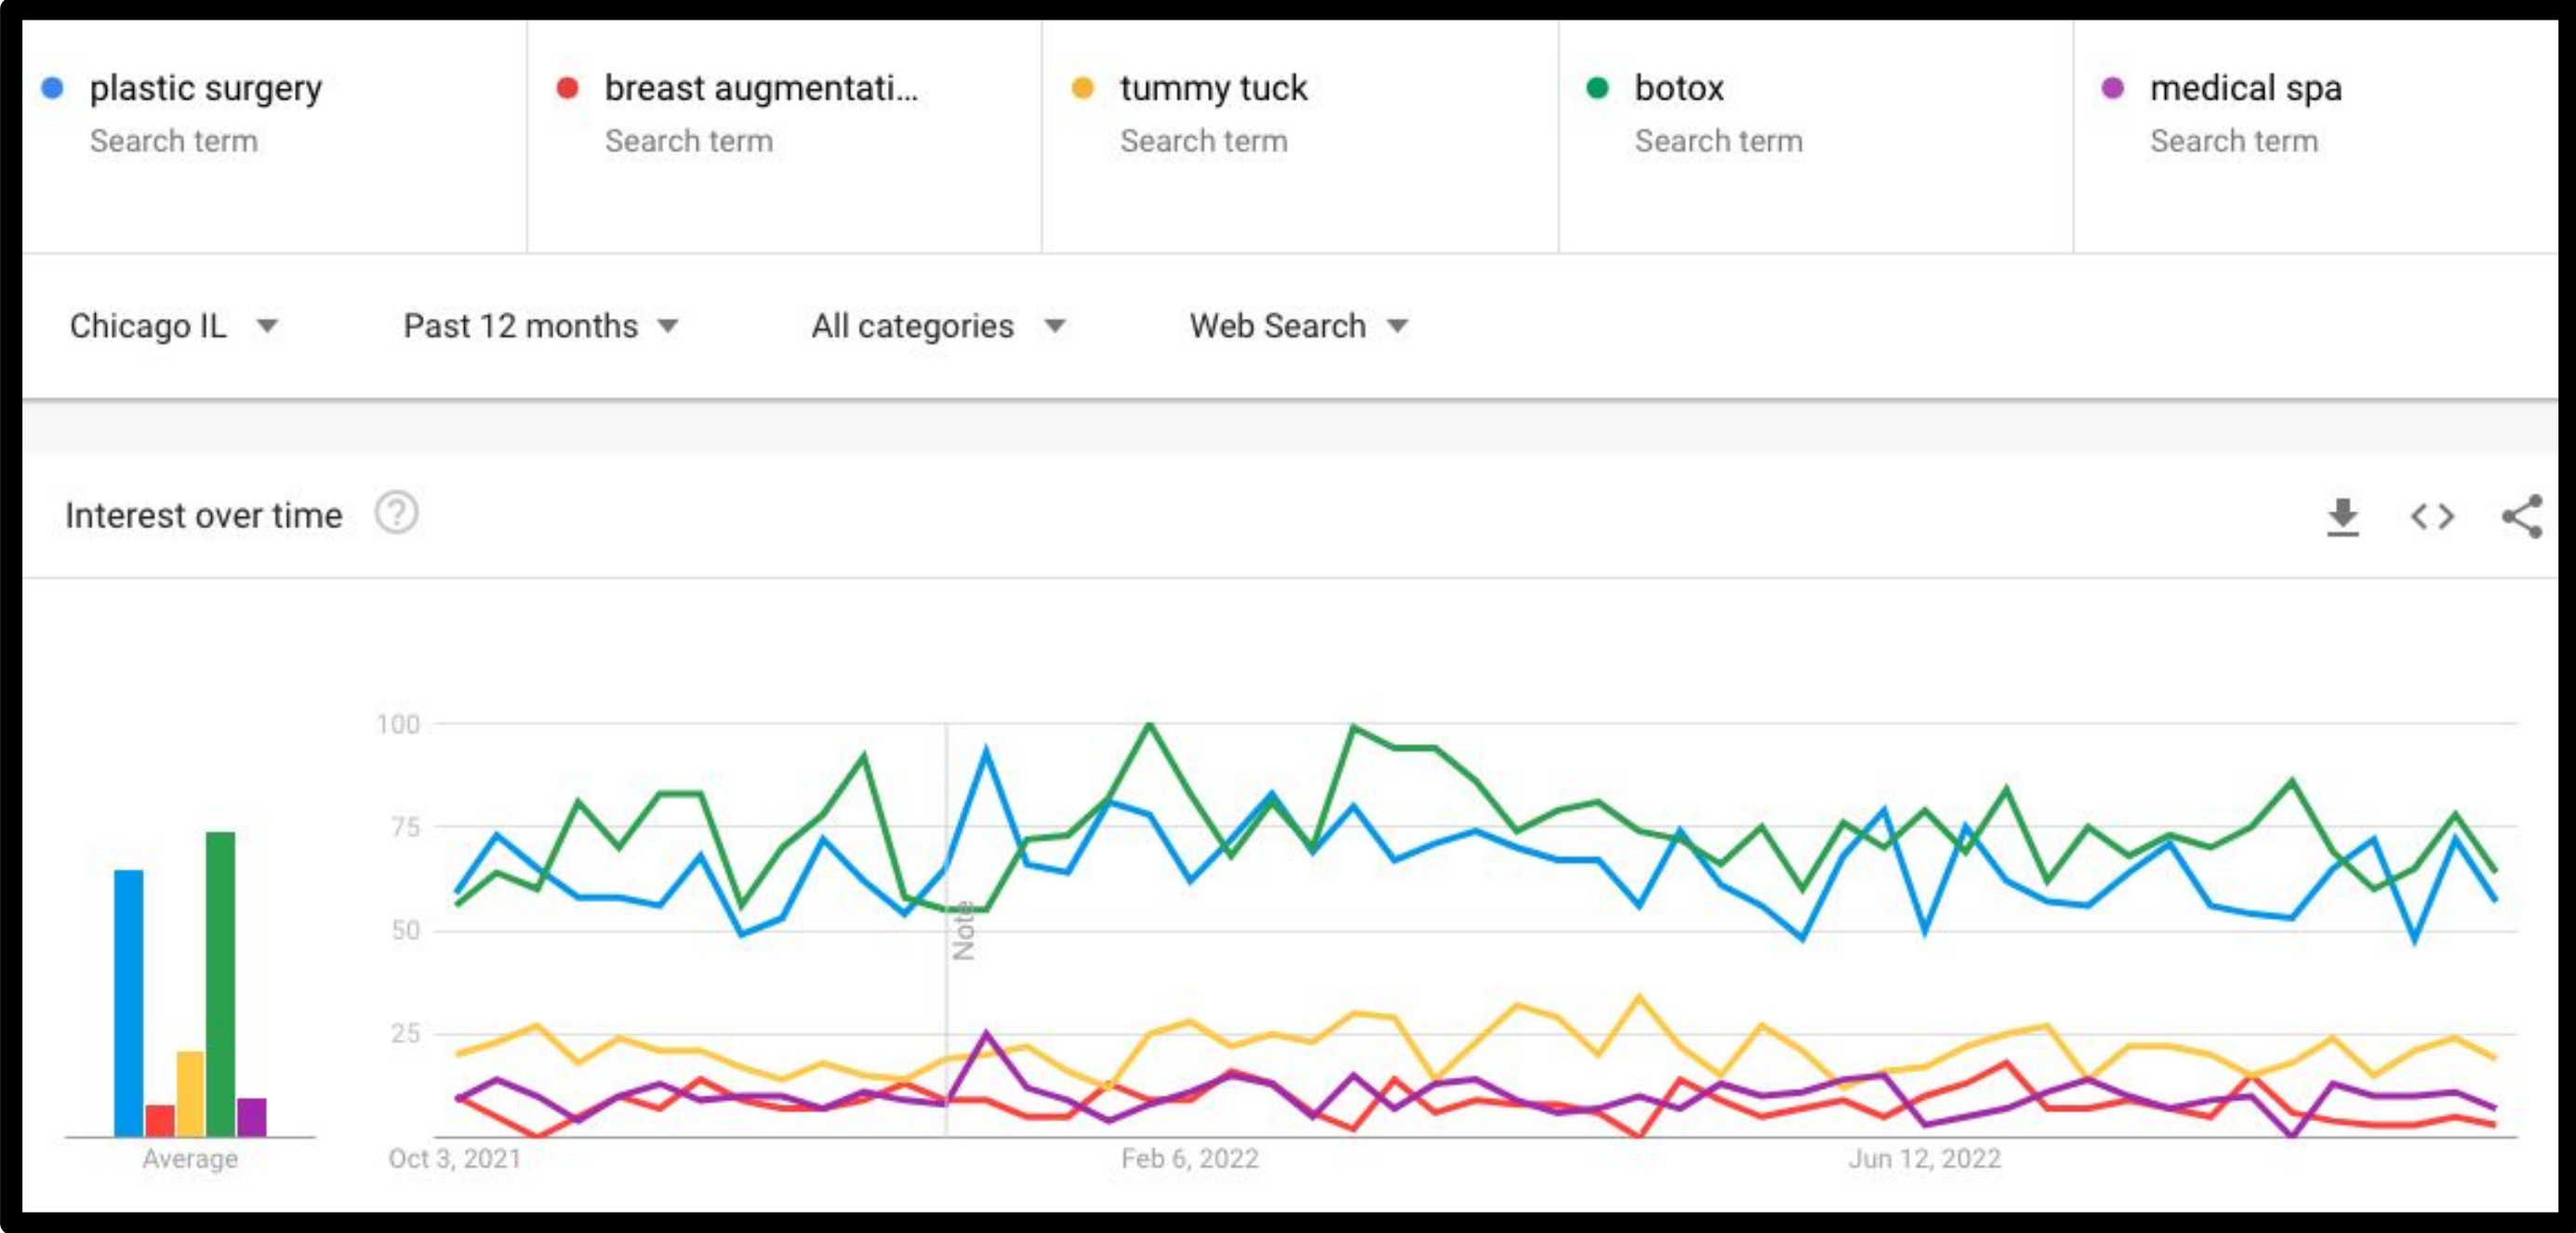 plastic surgery
Search term
breast augmentati...
Search term
tummy tuck
Search term
botox
Search term
medical spa
Search term
Chicago IL
Past 12 months
All categories
Web Search
Interest over time
?
100
75
50
25
Note
Average
Oct 3, 2021
Feb 6, 2022
Jun 12, 2022